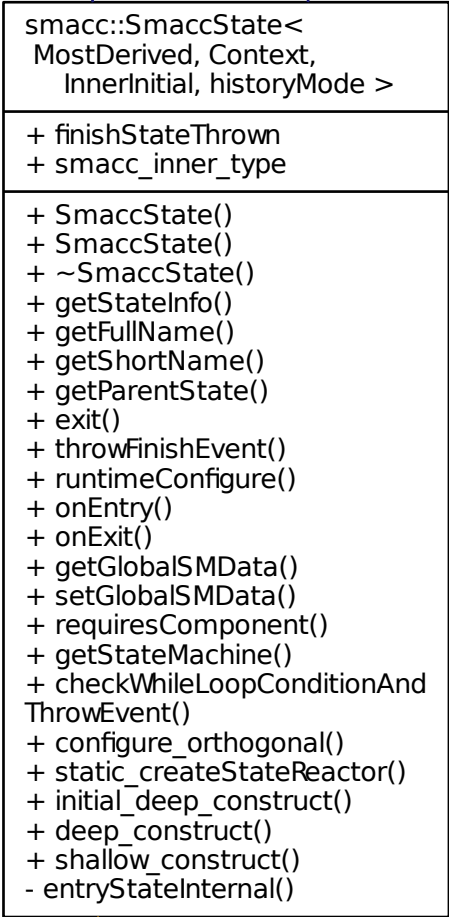 smacc::SmaccState<
MostDerived, Context,
InnerInitial, historyMode >
+ finishStateThrown
+ smacc_inner_type
+ SmaccState()
+ SmaccState()
+ ~SmaccState()
+ getStateInfo()
+ getFullName()
+ getShortName()
+ getParentState()
+ exit()
+ throwFinishEvent()
+ runtimeConfigure()
+ onEntry()
+ onExit()
+ getGlobalSMData()
+ setGlobalSMData()
+ requiresComponent()
+ getStateMachine()
+ checkWhileLoopConditionAnd
ThrowEvent()
+ configure_orthogonal()
+ static_createStateReactor()
+ initial_deep_construct()
+ deep_construct()
+ shallow_construct()
- entryStateInternal()